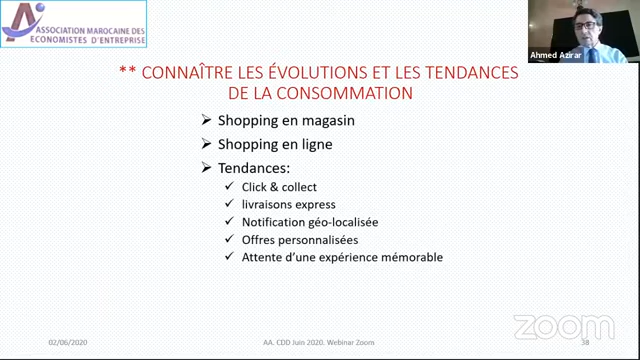 ASSOCIATION MAROCAINE DES
ECONOMISTES D'ENTREPRISE
Ahmed Azirar
** CONNAÎTRE LES ÉVOLUTIONS ET LES TENDANCES
DE LA CONSOMMATION
➢ Shopping en magasin
➢ Shopping en ligne
➢ Tendances:
✓ Click & collect
✓ livraisons express
✓ Notification géo-localisée
✓ Offres personnalisées
✓ Attente d'une expérience mémorable
02/06/2020
AA. CDD Juin 2020. Webinar Zoom
38
zoom